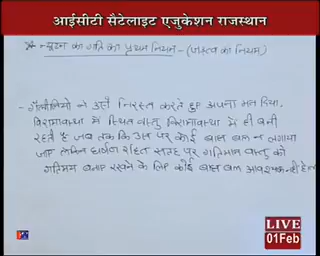 आईसीटी सैटेलाइट एजुकेशन राजस्थान
न्यूटन का गति का प्रथम नियम - (जड़त्व का नियम)
- गैलीलियो ने उसे निरस्त करते हुए अपना मत दिया,
विरामावस्था में स्थित वस्तु विरामावस्था में ही बनी
रहती है जब तक कि उस पर कोई बाह्य बल न लगाया
जाए लेकिन घर्षण रहित सतह पर गतिमान वस्तु को
गतिमय बनाए रखने के लिए कोई बाह्य बल आवश्यक नहीं
LIVE
01Feb